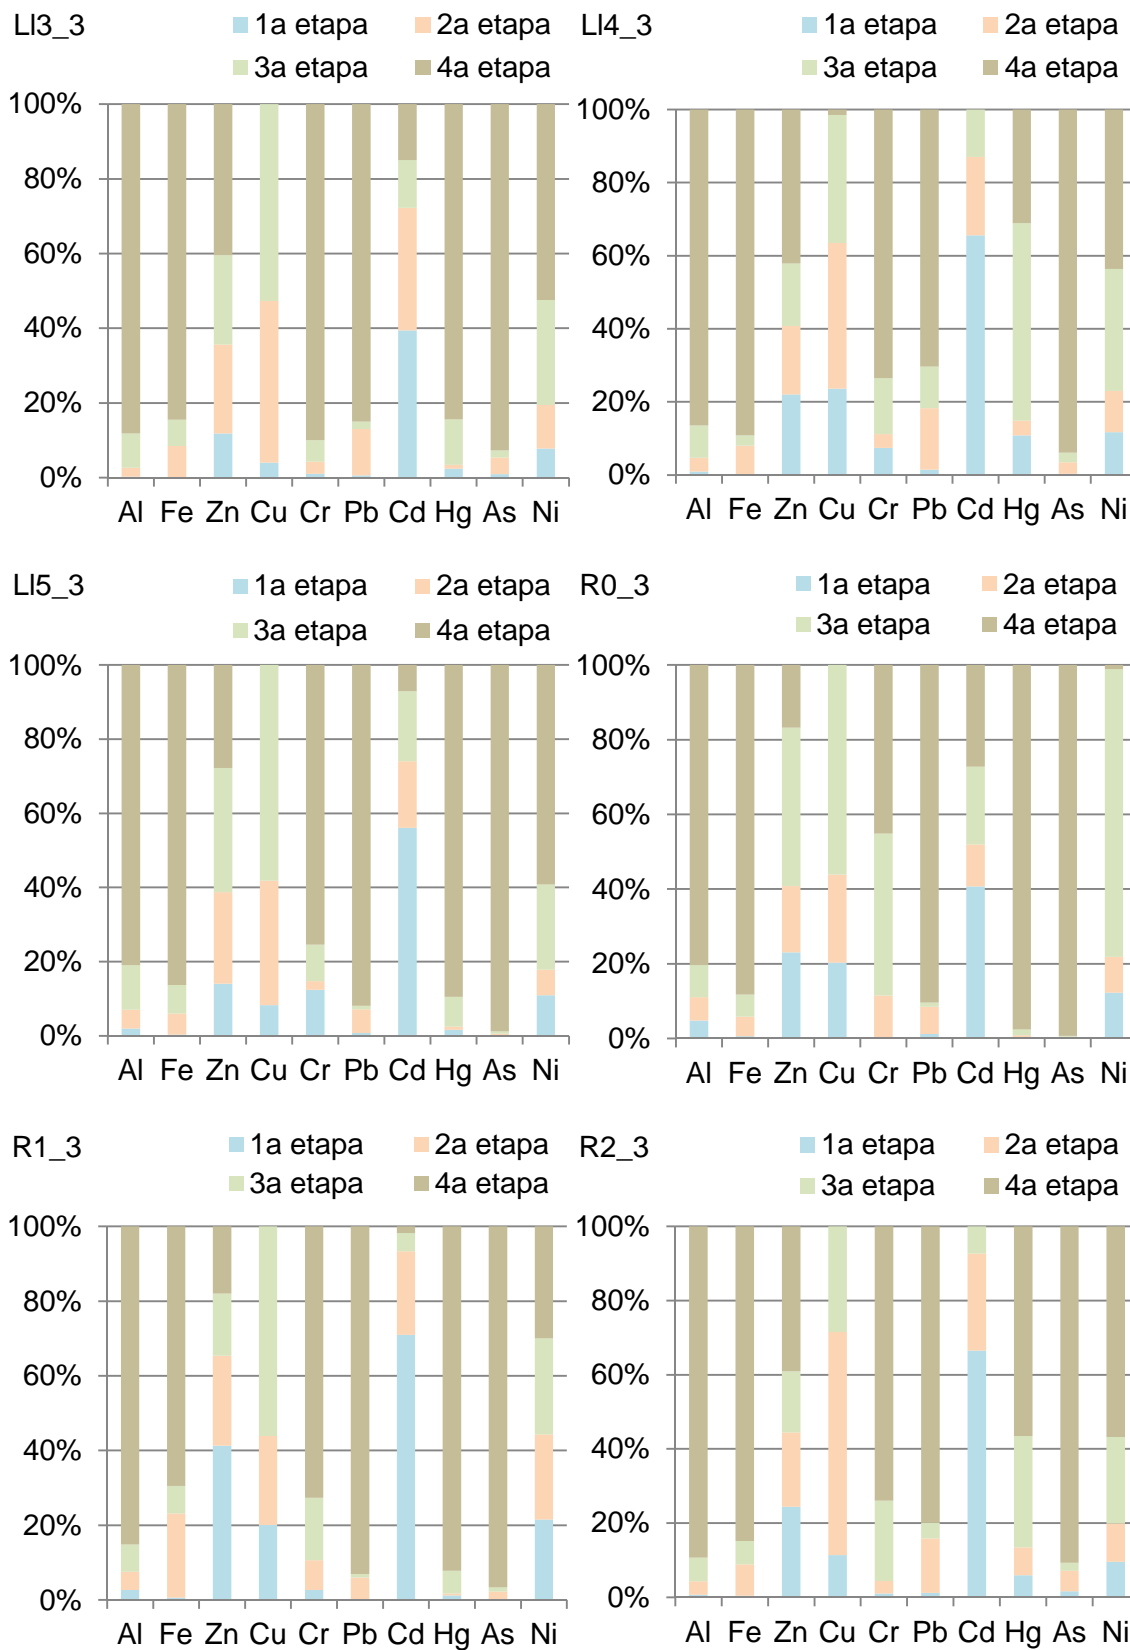 Ll3_3
1a etapa 2a etapa
3a etapa 4a etapa
100%
80%
60%
40%
20%
0%
Al Fe Zn Cu Cr Pb Cd Hg As Ni
Ll4_3
1a etapa 2a etapa
3a etapa 4a etapa
100%
80%
60%
40%
20%
0%
Al Fe Zn Cu Cr Pb Cd Hg As Ni
Ll5_3
1a etapa 2a etapa
3a etapa 4a etapa
100%
80%
60%
40%
20%
0%
Al Fe Zn Cu Cr Pb Cd Hg As Ni
R0_3
1a etapa 2a etapa
3a etapa 4a etapa
100%
80%
60%
40%
20%
0%
Al Fe Zn Cu Cr Pb Cd Hg As Ni
R1_3
1a etapa 2a etapa
3a etapa 4a etapa
100%
80%
60%
40%
20%
0%
Al Fe Zn Cu Cr Pb Cd Hg As Ni
R2_3
1a etapa 2a etapa
3a etapa 4a etapa
100%
80%
60%
40%
20%
0%
Al Fe Zn Cu Cr Pb Cd Hg As Ni